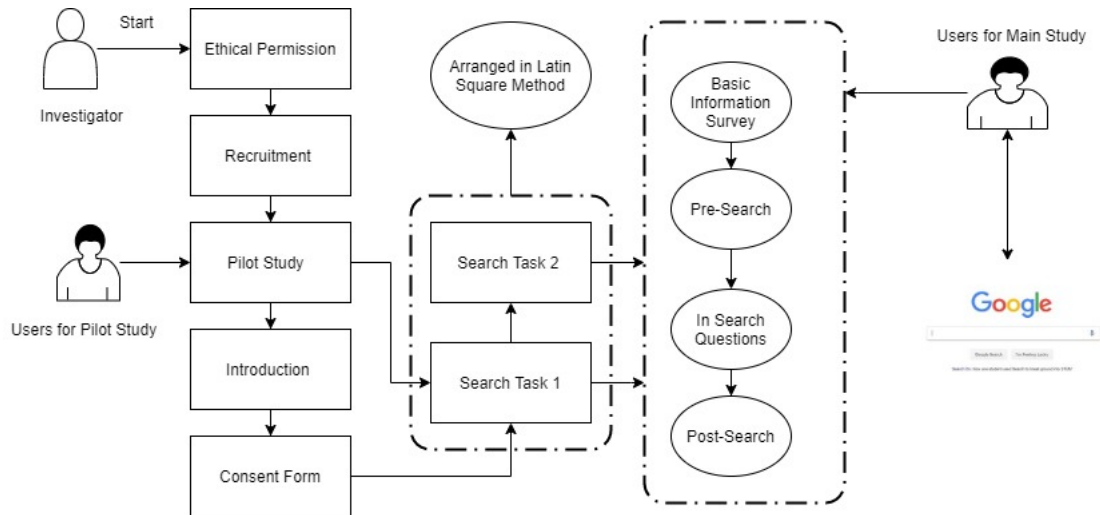 Start
Investigator
Ethical Permission
Recruitment
Users for Pilot Study
Pilot Study
Introduction
Consent Form
Arranged in Latin
Square Method
Search Task 2
Search Task 1
Basic
Information
Survey
Pre-Search
In Search
Questions
Post-Search
Users for Main Study
Google
Google Search